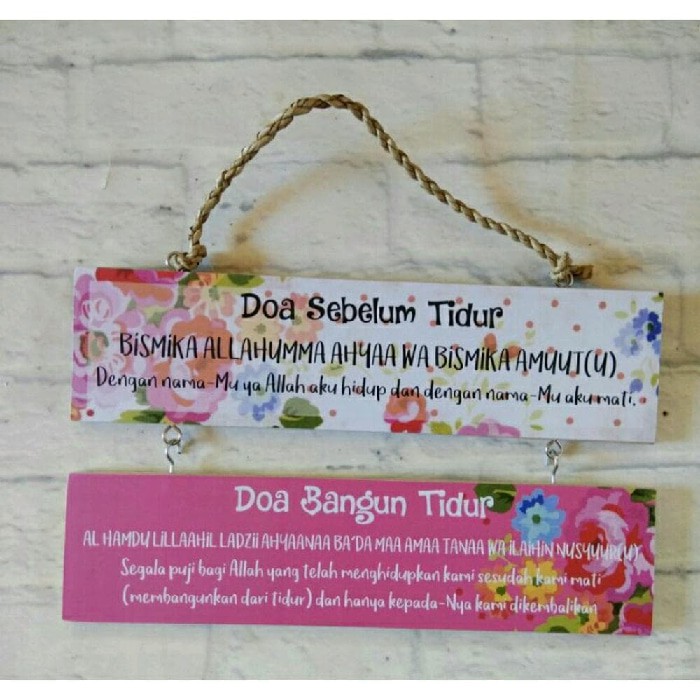 Doa Sebelum Tidur
BISMIKA ALLAHUMMA AHYAA WA BISMIKA AMUUT(U)
Dengan nama-Mu ya Allah aku hidup dan dengan nama-Mu aku mati.
Doa Bangun Tidur
AL HAMDU LILLAAHIL LADZII AHYAANAA BA'DA MAA AMAA TANAA WA ILAIHIN NUSYUUR(U).
Segala puji bagi Allah yang telah menghidupkan kami sesudah kami mati
(membangunkan dari tidur) dan hanya kepada-Nya kami dikembalikan